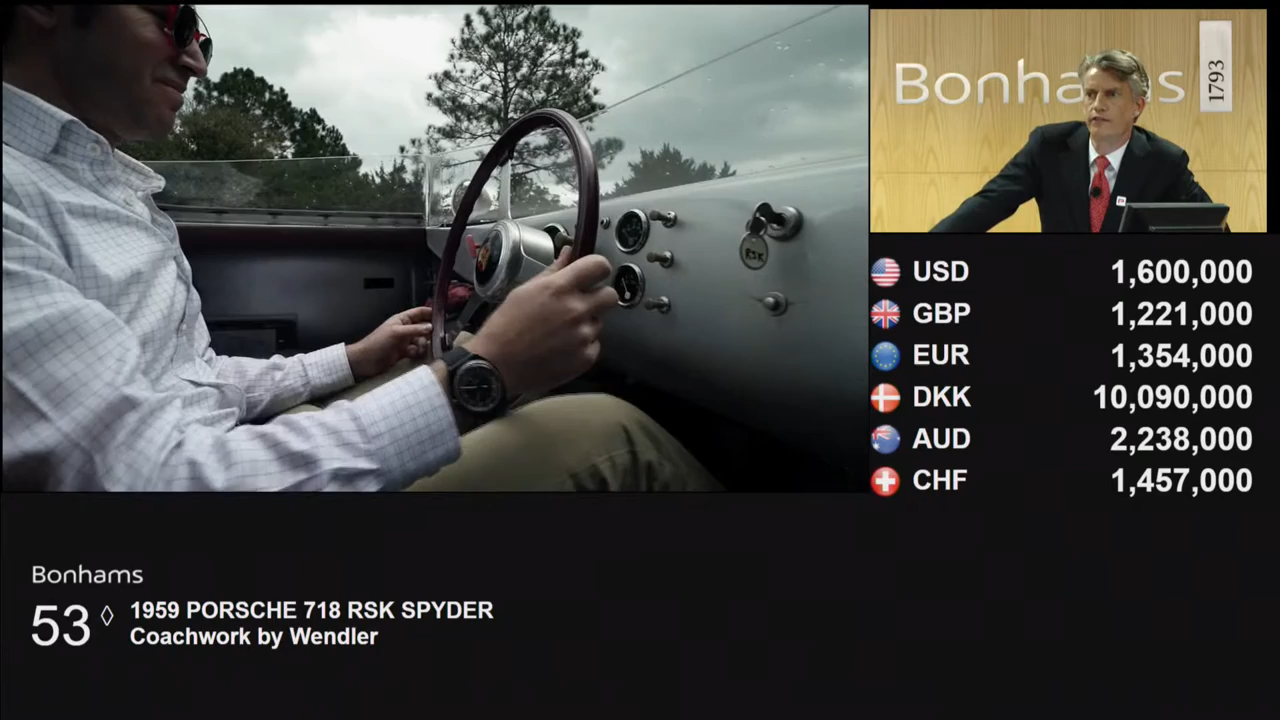 RSK
Bonhams
1793
USD 1,600,000
GBP 1,221,000
EUR 1,354,000
DKK 10,090,000
AUD 2,238,000
CHF 1,457,000
Bonhams
53 ◊ 1959 PORSCHE 718 RSK SPYDER
Coachwork by Wendler